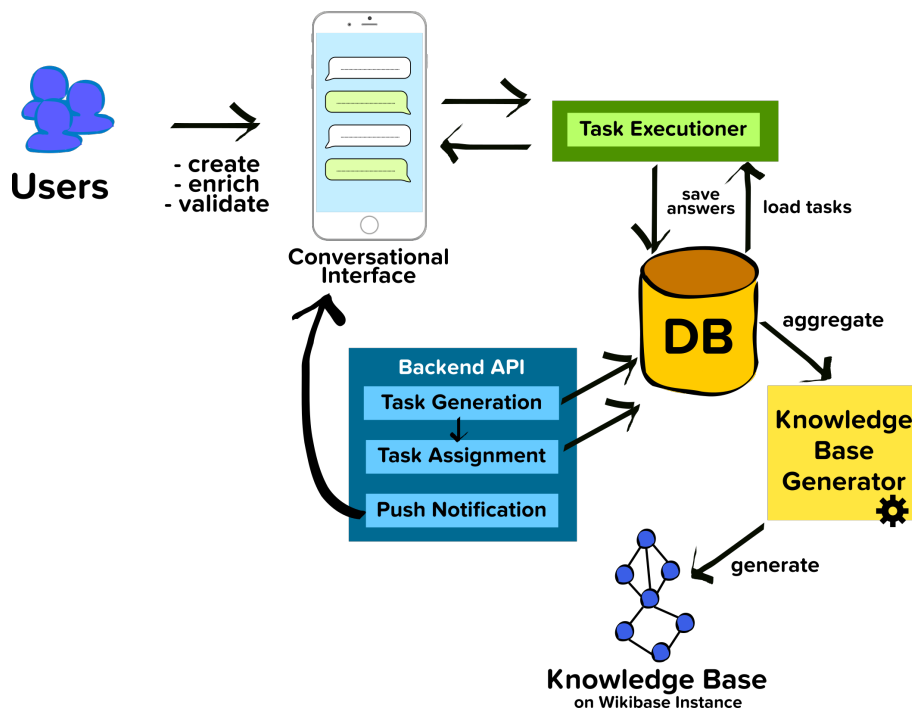 Users
- create
- enrich
- validate
Conversational
Interface
Task Executioner
save
answers
load tasks
DB
aggregate
Backend API
Task Generation
Task Assignment
Push Notification
Knowledge
Base
Generator
generate
Knowledge Base
on Wikibase Instance